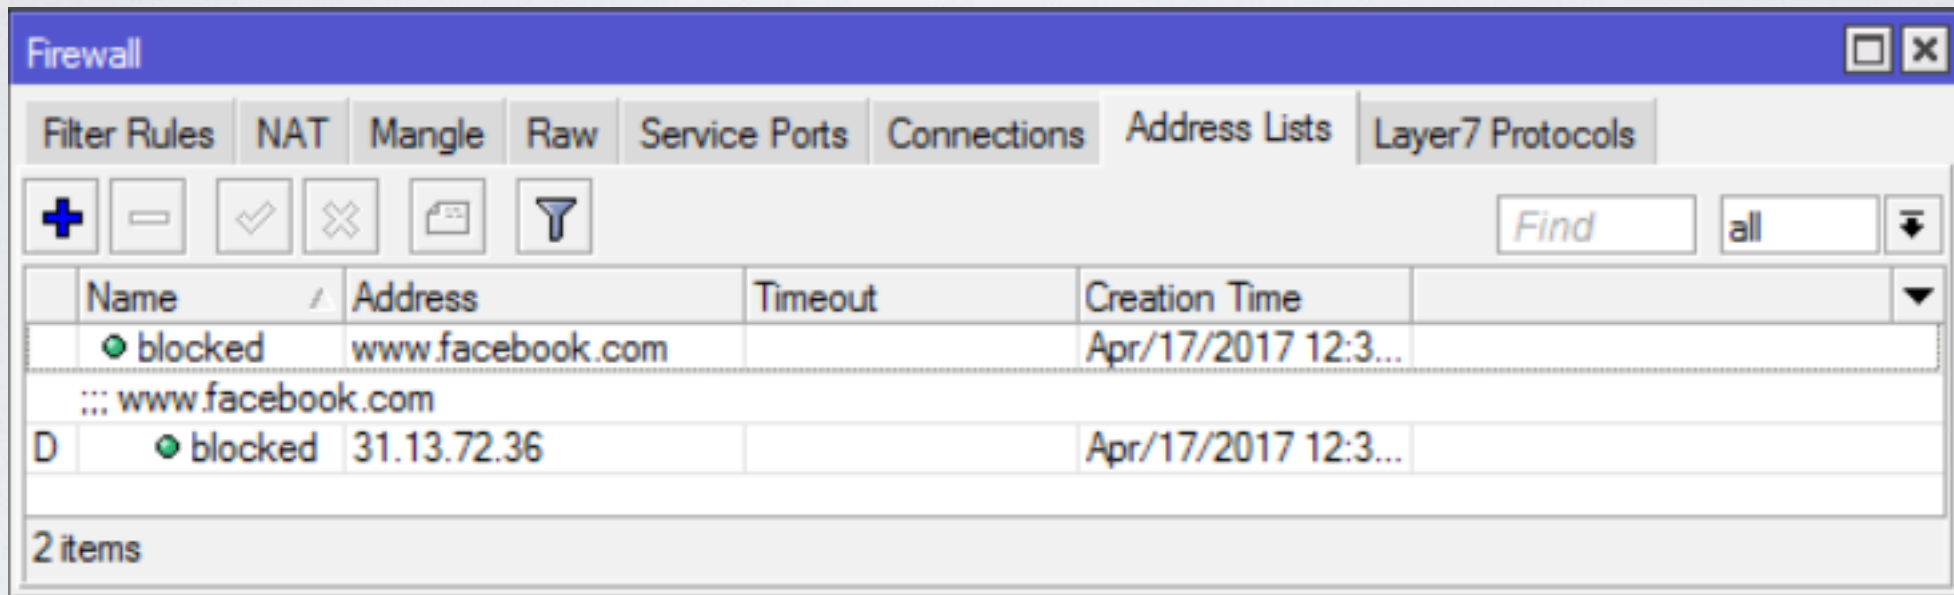 Firewall
Filter Rules NAT Mangle Raw Service Ports Connections Address Lists Layer7 Protocols
Find all
Name Address Timeout Creation Time
blocked www.facebook.com Apr/17/2017 12:3...
;;; www.facebook.com
D blocked 31.13.72.36 Apr/17/2017 12:3...
2 items